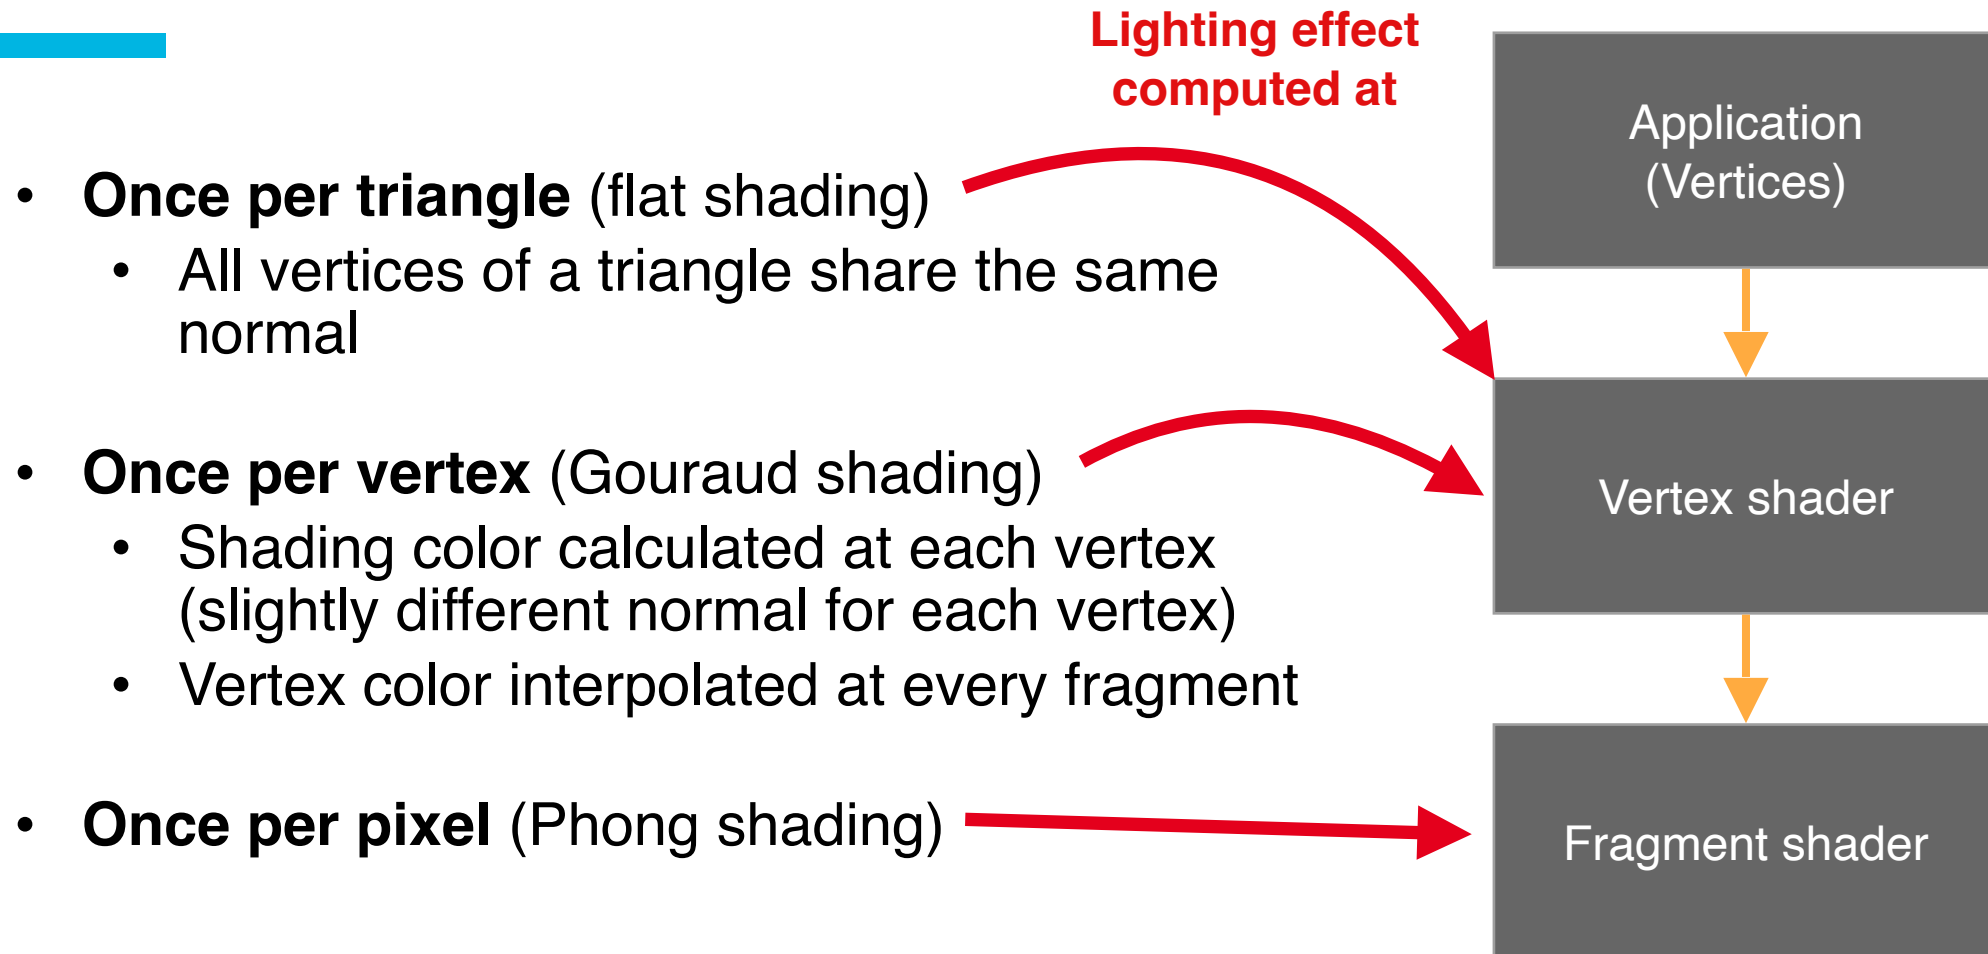 Lighting effect
computed at
• Once per triangle (flat shading)
• All vertices of a triangle share the same
normal
• Once per vertex (Gouraud shading)
• Shading color calculated at each vertex
(slightly different normal for each vertex)
• Vertex color interpolated at every fragment
• Once per pixel (Phong shading)
Application
(Vertices)
Vertex shader
Fragment shader